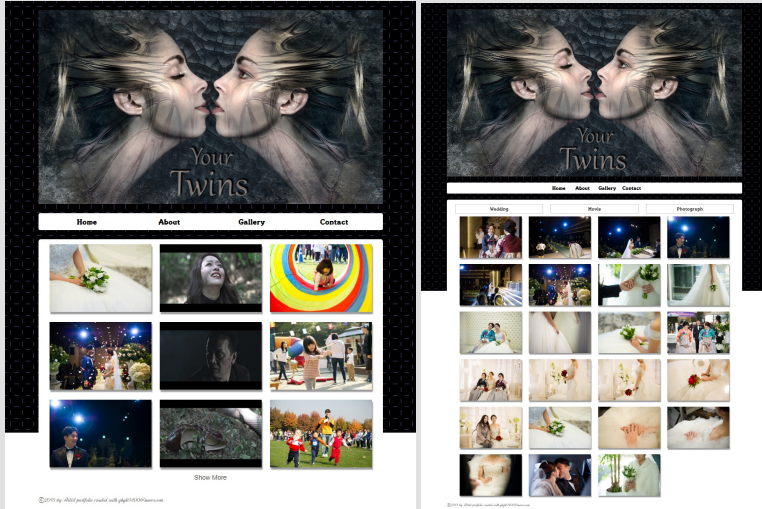 Your
Twins
Home About Gallery Contact
Show More
Your
Twins
Home About Gallery Contact
Wedding Movie Photograph